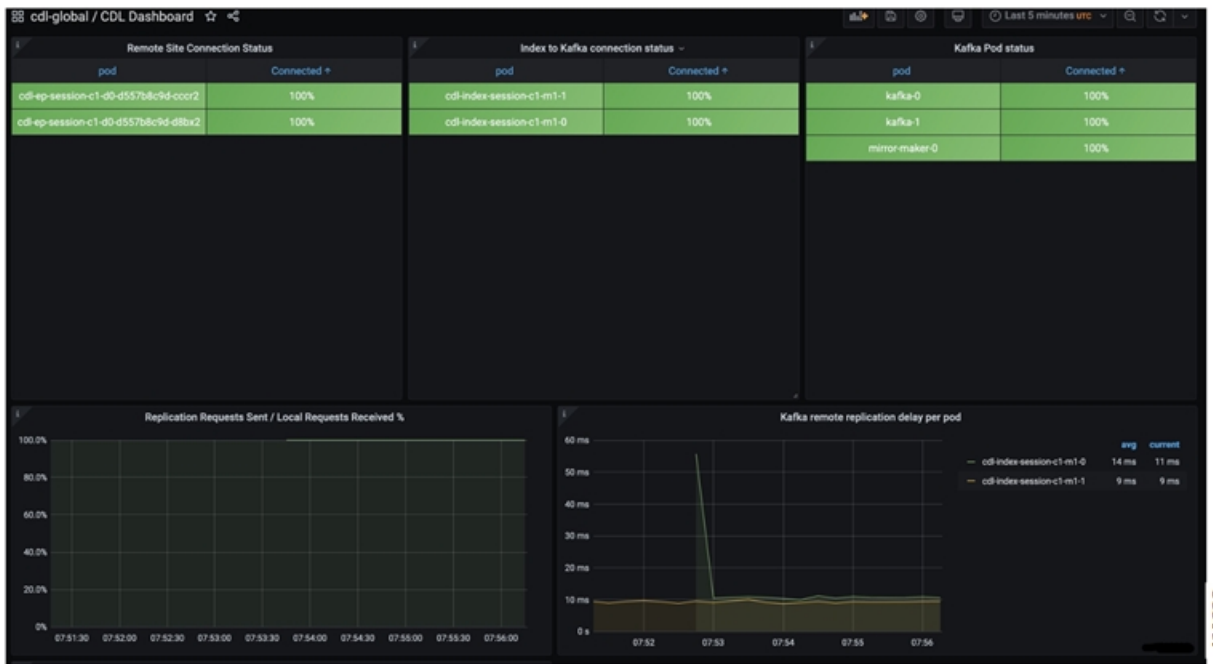 cdl-global / CDL Dashboard
Last 5 minutes UTC
Remote Site Connection Status
pod Connected
cdl-ep-session-c1-d0-d557b8c9d-cccr2 100%
cdl-ep-session-c1-d0-d557b8c9d-d8bx2 100%
Index to Kafka connection status
pod Connected
cdl-index-session-c1-m1-1 100%
cdl-index-session-c1-m1-0 100%
Kafka Pod status
pod Connected
kafka-0 100%
kafka-1 100%
mirror-maker-0 100%
Replication Requests Sent / Local Requests Received %
100.0%
80.0%
60.0%
40.0%
20.0%
0%
07:51:30 07:52:00 07:52:30 07:53:00 07:53:30 07:54:00 07:54:30 07:55:00 07:55:30 07:56:00
Kafka remote replication delay per pod
60 ms
50 ms
40 ms
30 ms
20 ms
10 ms
0 s
07:52 07:53 07:54 07:55 07:56
avg current
cdl-index-session-c1-m1-0 14 ms 11 ms
cdl-index-session-c1-m1-1 9 ms 9 ms